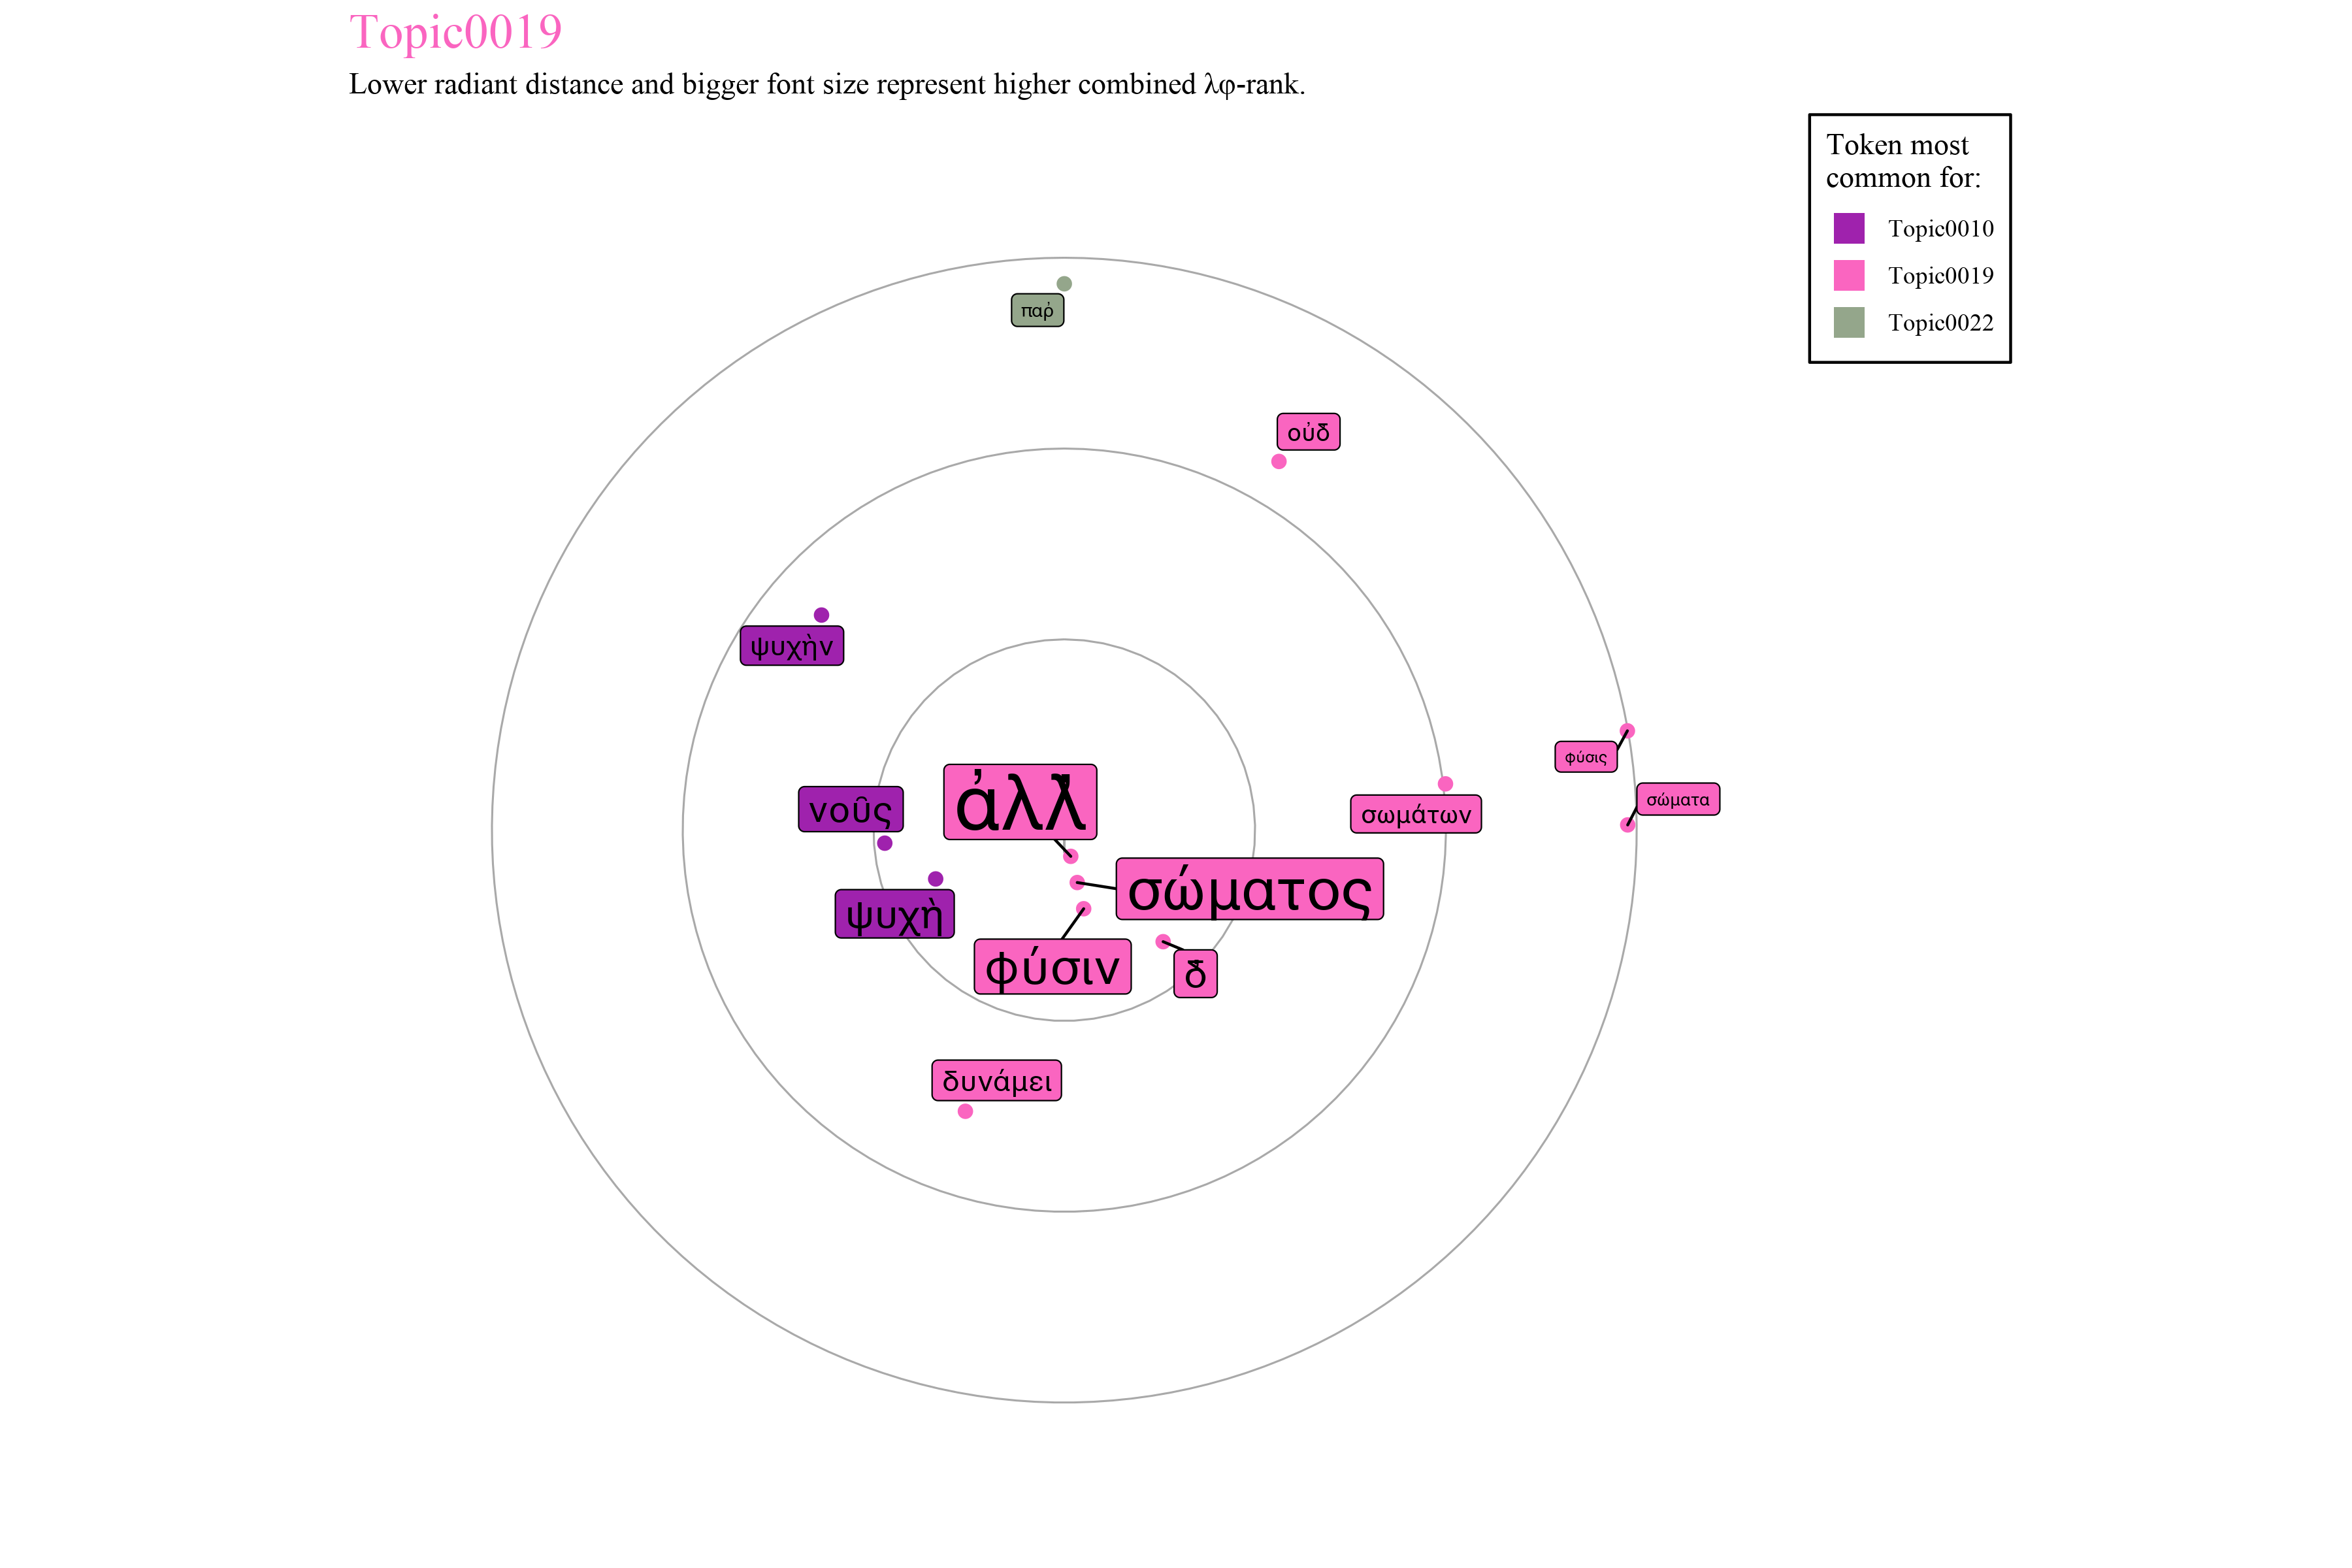 Topic0019
Lower radiant distance and bigger font size represent higher combined λφ-rank.
Token most
common for:
Topic0010
Topic0019
Topic0022
παῤ
οὐδ
ψυχὴν
φύσις
σώματα
νοῦς
ἀλλ̓
σωμάτων
σώματος
ψυχὴ
φύσιν
δ̓
δυνάμει